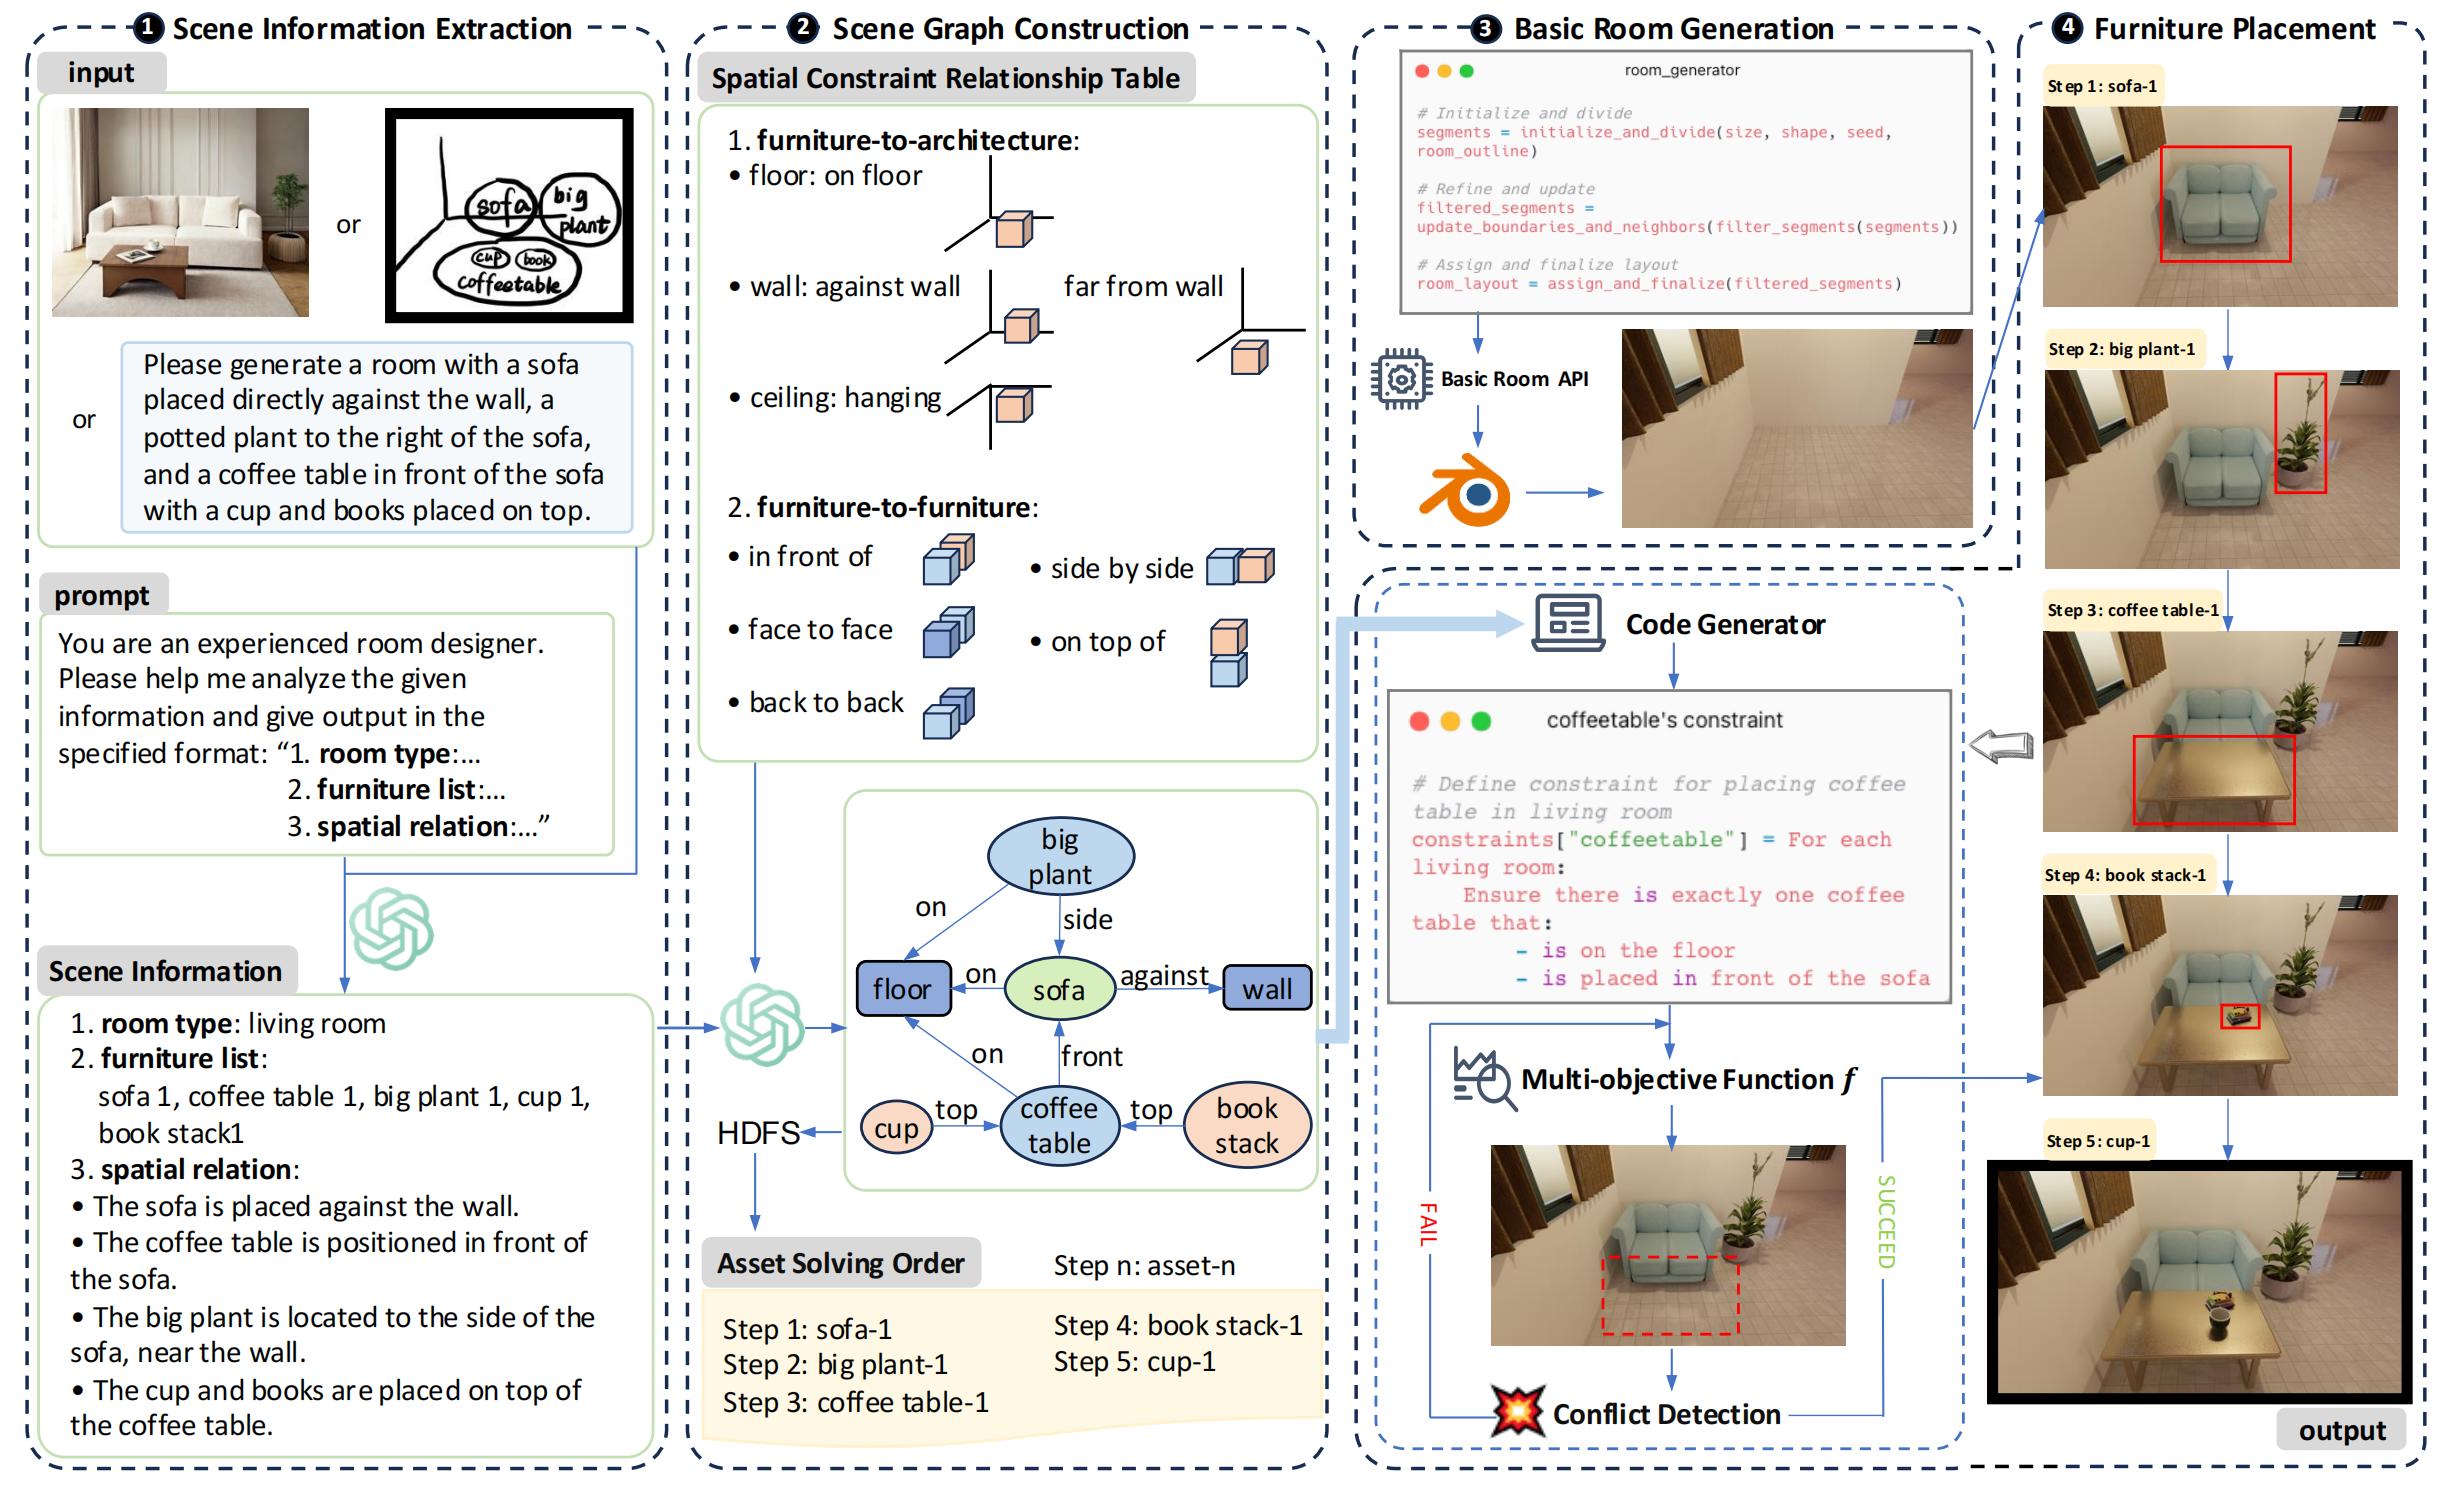 1 Scene Information Extraction
input
or
sofa
big
plant
cup
book
coffeetable
or
Please generate a room with a sofa
placed directly against the wall, a
potted plant to the right of the sofa,
and a coffee table in front of the sofa
with a cup and books placed on top.
prompt
You are an experienced room designer.
Please help me analyze the given
information and give output in the
specified format: “1. room type:...
2. furniture list:...
3. spatial relation:...”
Scene Information
1. room type: living room
2. furniture list:
sofa 1, coffee table 1, big plant 1, cup 1,
book stack1
3. spatial relation:
• The sofa is placed against the wall.
• The coffee table is positioned in front of
the sofa.
• The big plant is located to the side of the
sofa, near the wall.
• The cup and books are placed on top of
the coffee table.
2 Scene Graph Construction
Spatial Constraint Relationship Table
1. furniture-to-architecture:
• floor: on floor
• wall: against wall
far from wall
• ceiling: hanging
2. furniture-to-furniture:
• in front of
• side by side
• face to face
• on top of
• back to back
big
plant
on
side
floor
on
sofa
against
wall
on
front
cup
top
coffee
table
top
book
stack
HDFS
Asset Solving Order
Step n: asset-n
Step 1: sofa-1
Step 2: big plant-1
Step 3: coffee table-1
Step 4: book stack-1
Step 5: cup-1
3 Basic Room Generation
room_generator
# Initialize and divide
segments = initialize_and_divide(size, shape, seed,
room_outline)
# Refine and update
filtered_segments =
update_boundaries_and_neighbors(filter_segments(segments))
# Assign and finalize layout
room_layout = assign_and_finalize(filtered_segments)
Basic Room API
Code Generator
coffeetable's constraint
# Define constraint for placing coffee
table in living room
constraints["coffeetable"] = For each
living room:
Ensure there is exactly one coffee
table that:
- is on the floor
- is placed in front of the sofa
Multi-objective Function f
FAIL
SUCCEED
Conflict Detection
4 Furniture Placement
Step 1: sofa-1
Step 2: big plant-1
Step 3: coffee table-1
Step 4: book stack-1
Step 5: cup-1
output